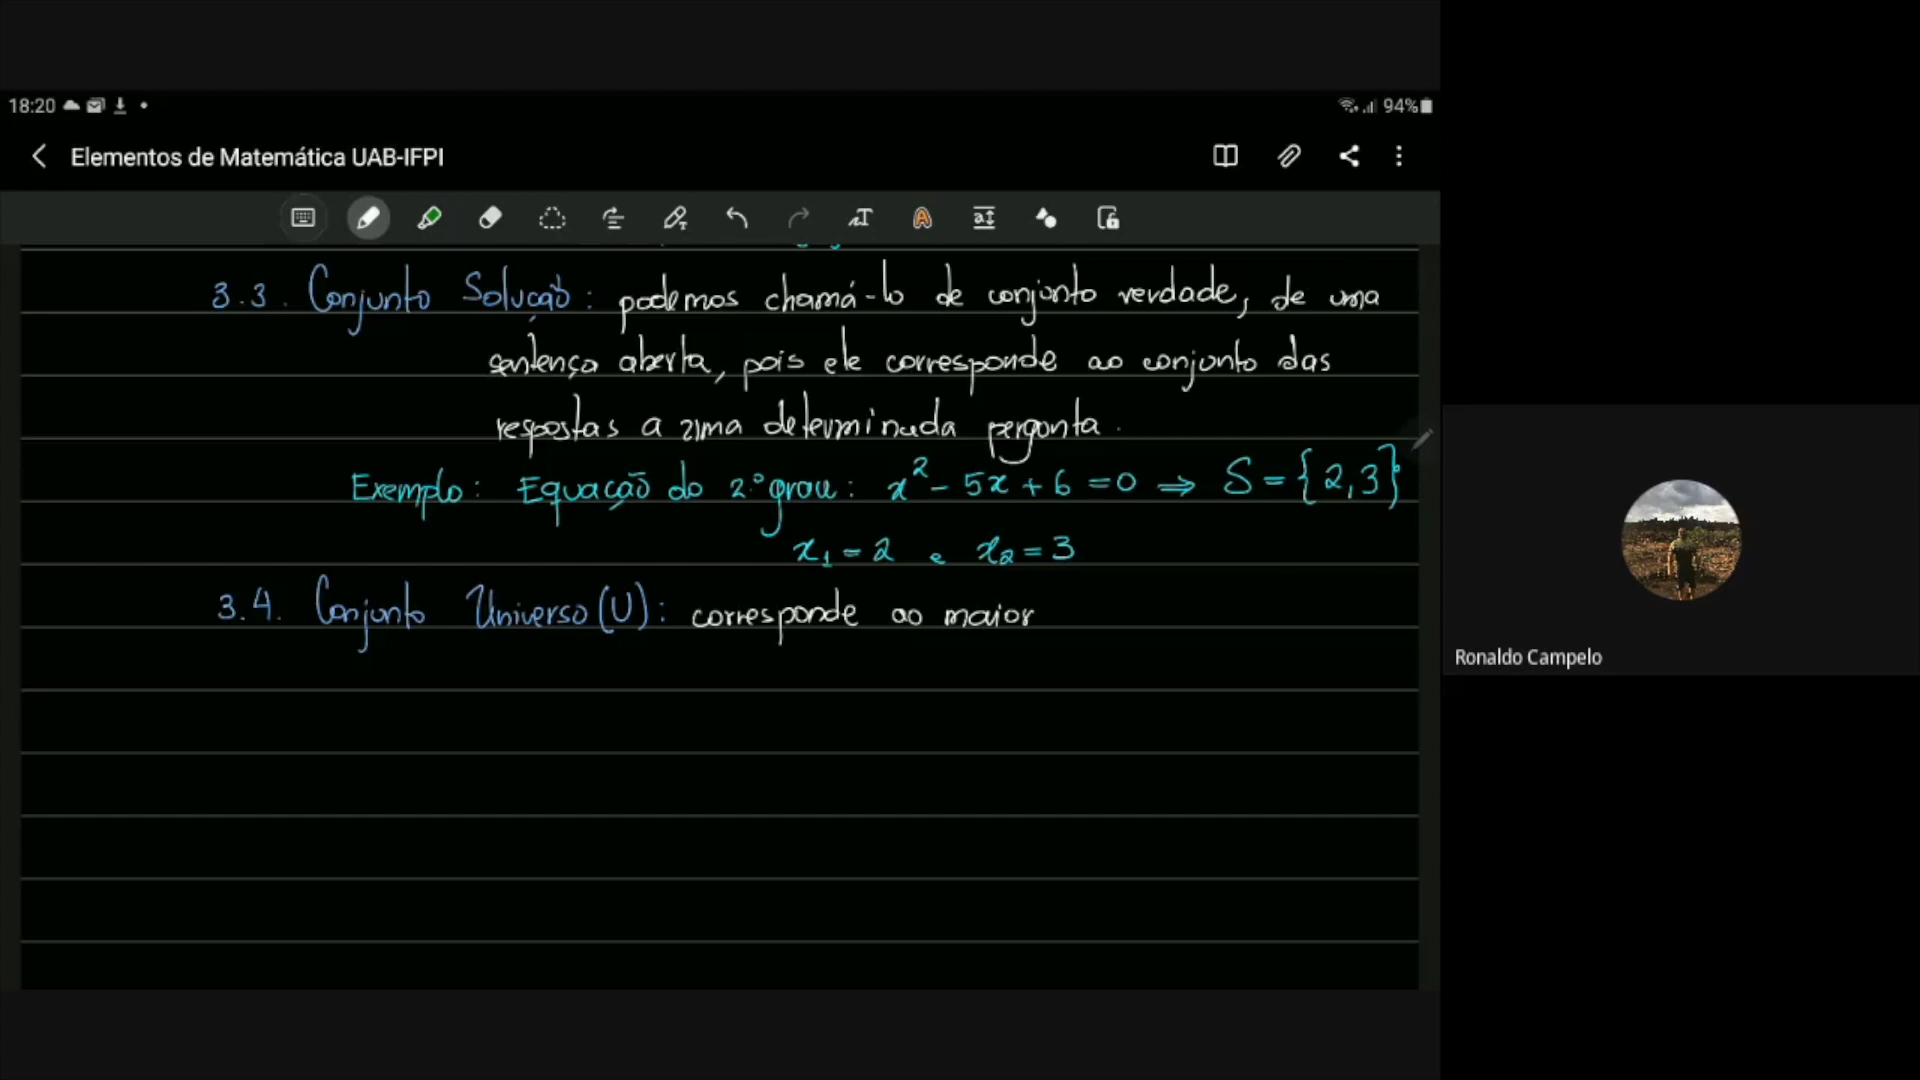 18:20
94%
Elementos de Matemática UAB-IFPI
3.3. Conjunto Solução: podemos chamá-lo de conjunto verdade, de uma
sentença aberta, pois ele corresponde ao conjunto das
respostas a uma determinada pergunta.
Exemplo: Equação do 2.º grau: x² - 5x + 6 = 0 ⇒ S = {2,3}
x₁ = 2 e x₂ = 3
3.4. Conjunto Universo (U): corresponde ao maior
Ronaldo Campelo